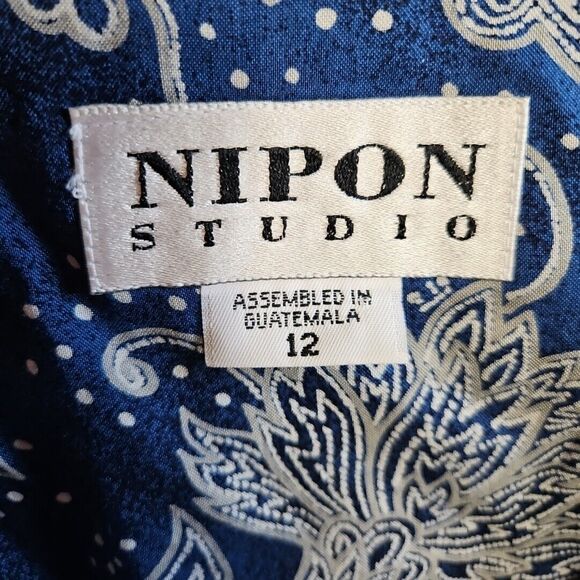 NIPON
STUDIO
ASSEMBLED IN
GUATEMALA
12